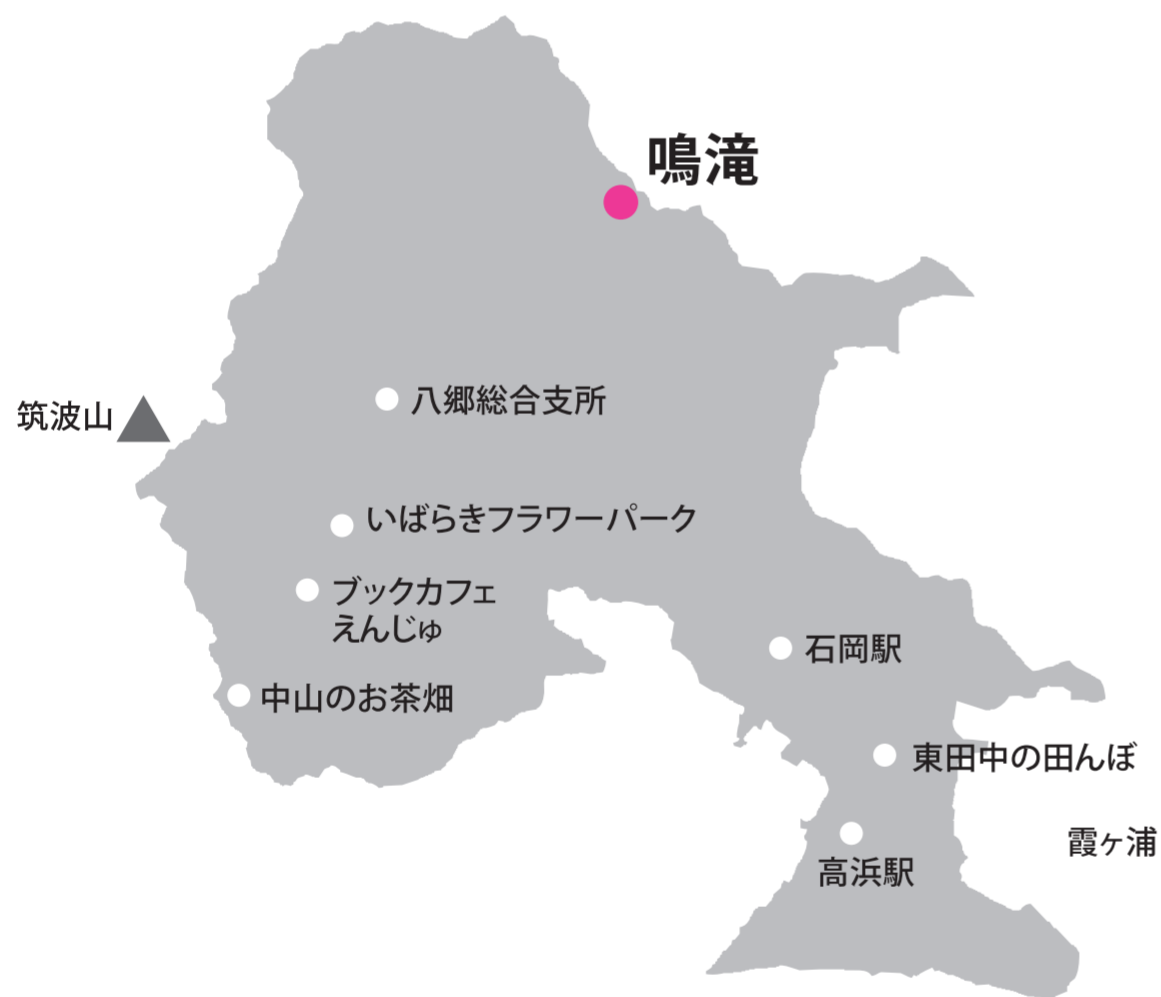 鳴滝
八郷総合支所
筑波山
いばらきフラワーパーク
ブックカフェ
えんじゅ
石岡駅
中山のお茶畑
東田中の田んぼ
霞ヶ浦
高浜駅